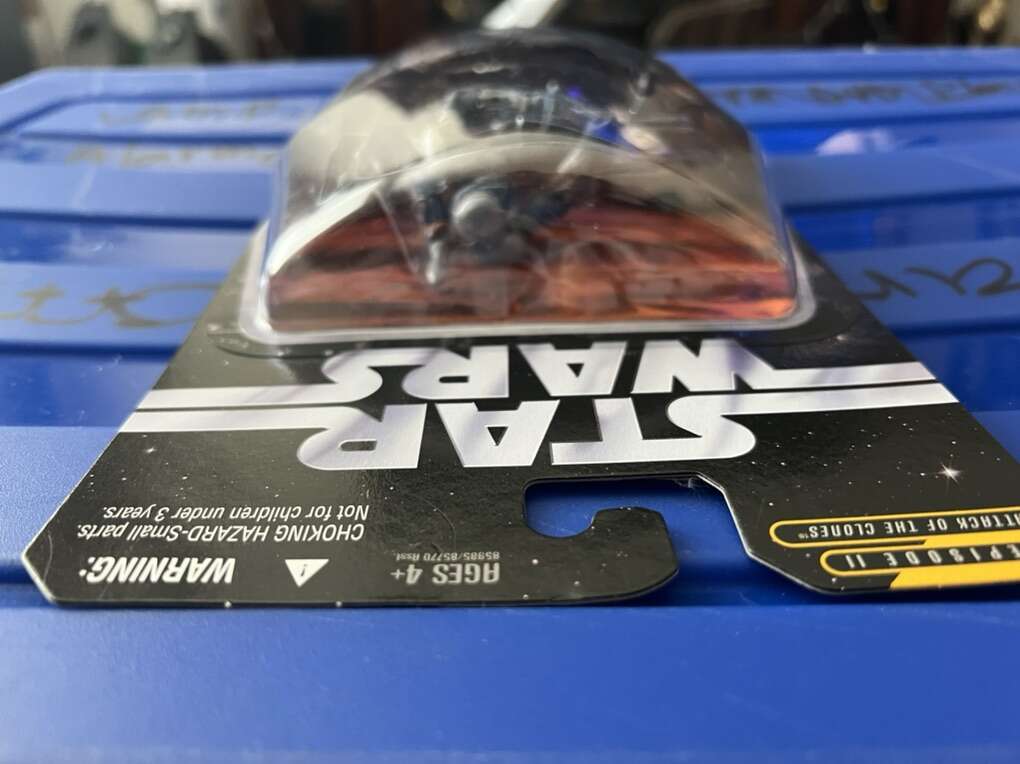 STAR
WARS
WARNING:
CHOKING HAZARD-Small parts.
Not for children under 3 years.
AGES 4+
85985/85770 Asst.
EPISODE II
ATTACK OF THE CLONES™